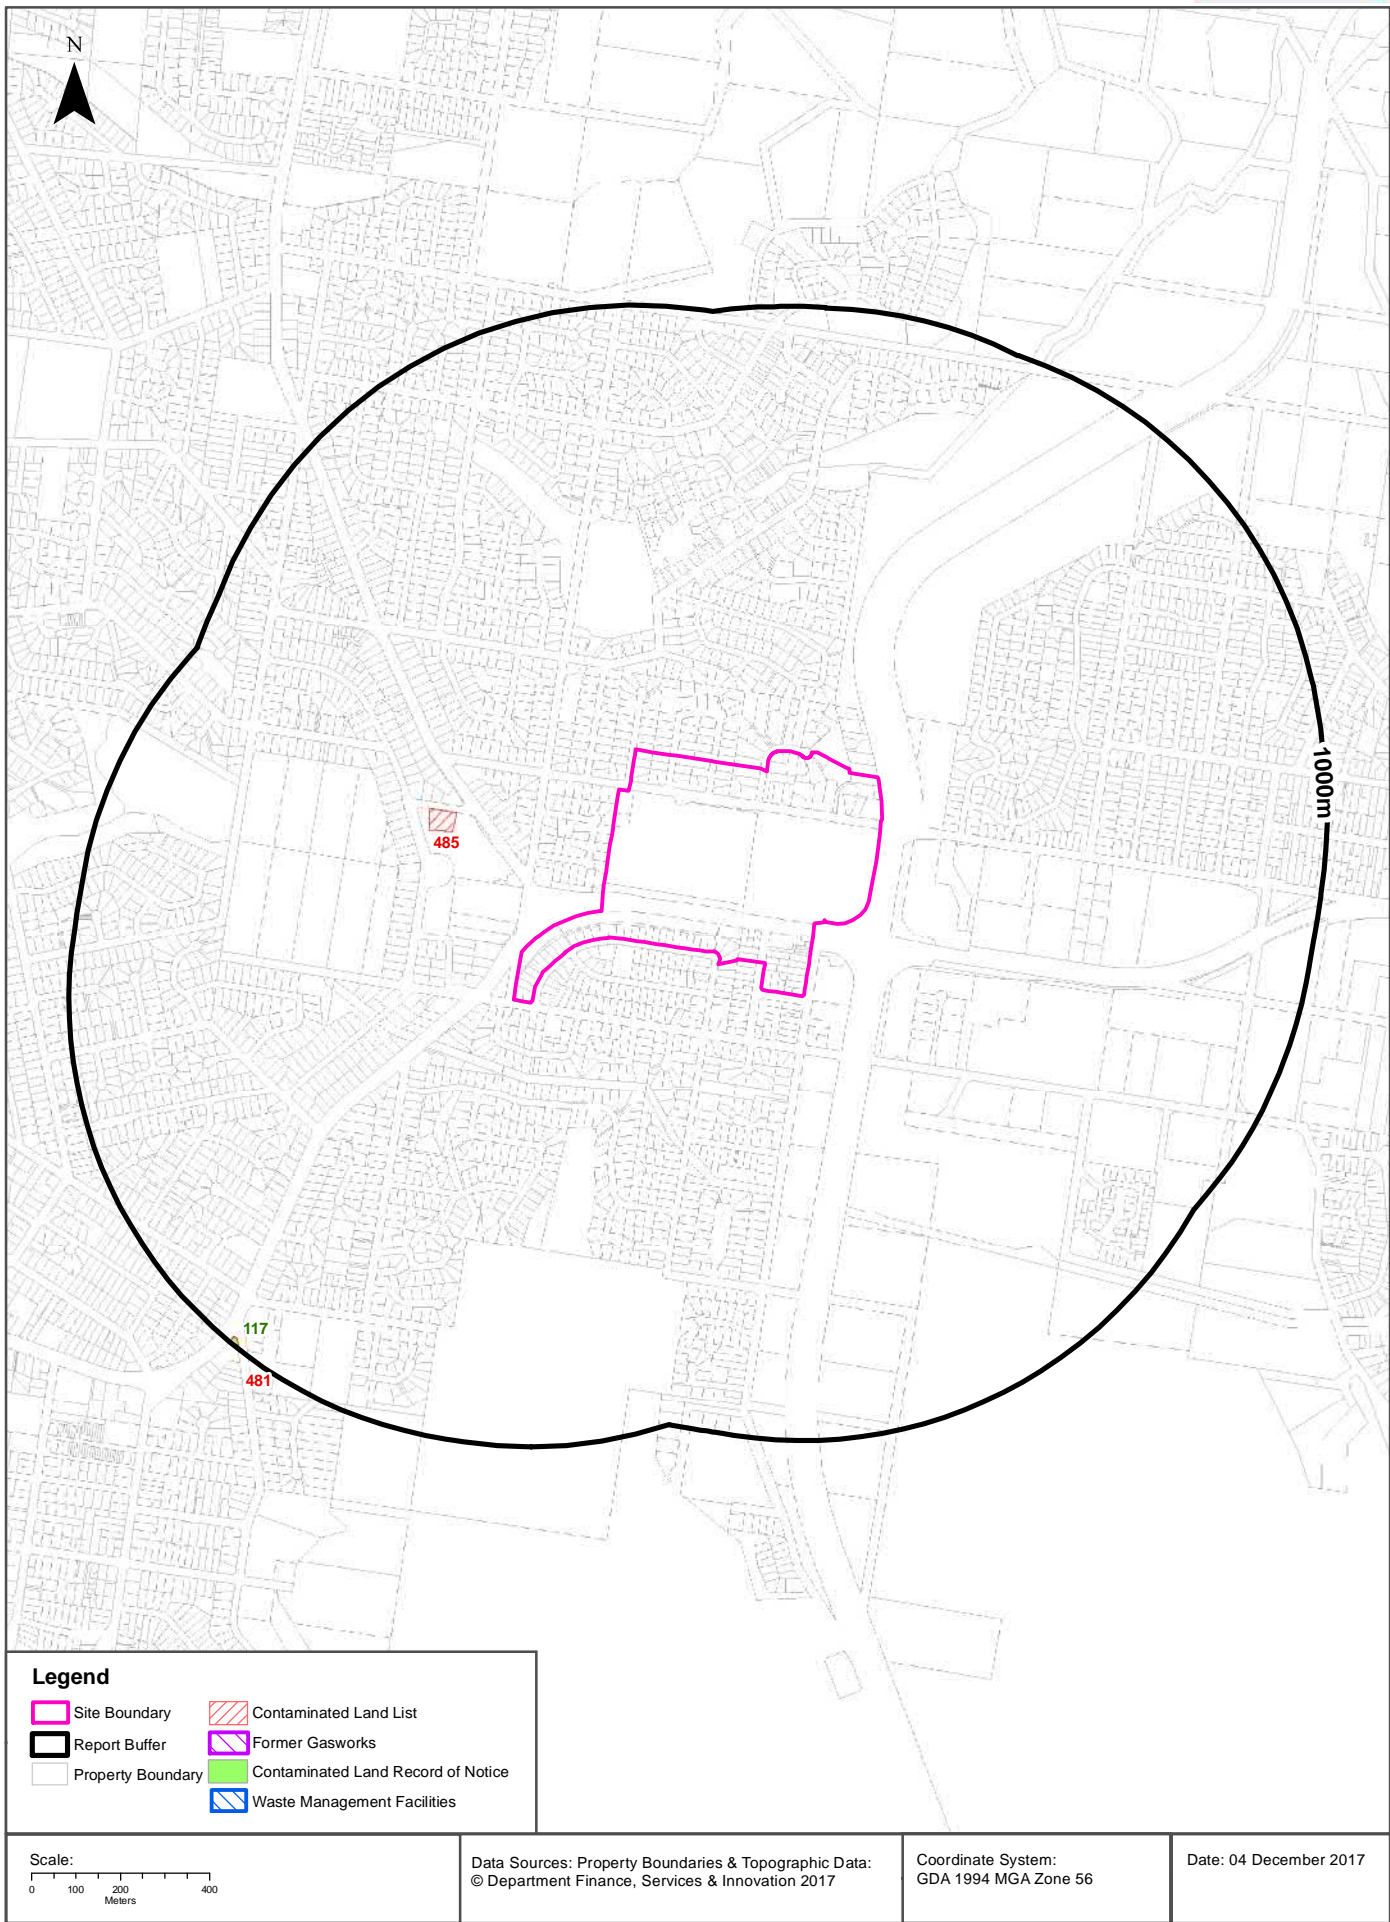 N
1000m
485
117
481
Legend
Site Boundary
Report Buffer
Property Boundary
Contaminated Land List
Former Gasworks
Contaminated Land Record of Notice
Waste Management Facilities
Scale:
0 100 200 400
Meters
Data Sources: Property Boundaries & Topographic Data:
© Department Finance, Services & Innovation 2017
Coordinate System:
GDA 1994 MGA Zone 56
Date: 04 December 2017